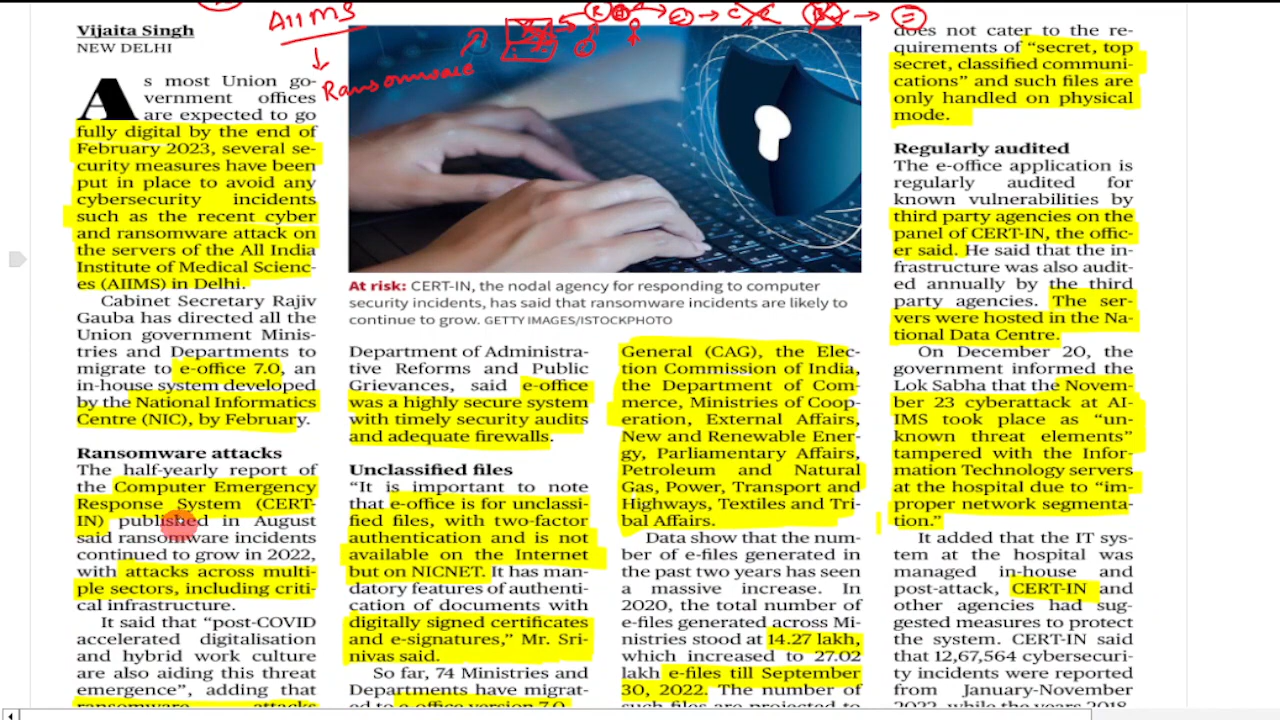 AIIMS
Ransomware
Vijaita Singh
NEW DELHI
As most Union go-
vernment offices
are expected to go
fully digital by the end of
February 2023, several se-
curity measures have been
put in place to avoid any
cybersecurity incidents
such as the recent cyber
and ransomware attack on
the servers of the All India
Institute of Medical Scienc-
es (AIIMS) in Delhi.
Cabinet Secretary Rajiv
Gauba has directed all the
Union government Minis-
tries and Departments to
migrate to e-office 7.0, an
in-house system developed
by the National Informatics
Centre (NIC), by February.
Ransomware attacks
The half-yearly report of
the Computer Emergency
Response System (CERT-
IN) published in August
said ransomware incidents
continued to grow in 2022,
with attacks across multi-
ple sectors, including criti-
cal infrastructure.
It said that “post-COVID
accelerated digitalisation
and hybrid work culture
are also aiding this threat
emergence”, adding that
ransomware attacks
At risk: CERT-IN, the nodal agency for responding to computer
security incidents, has said that ransomware incidents are likely to
continue to grow. GETTY IMAGES/ISTOCKPHOTO
Department of Administra-
tive Reforms and Public
Grievances, said e-office
was a highly secure system
with timely security audits
and adequate firewalls.
Unclassified files
“It is important to note
that e-office is for unclassi-
fied files, with two-factor
authentication and is not
available on the Internet
but on NICNET. It has man-
datory features of authenti-
cation of documents with
digitally signed certificates
and e-signatures,” Mr. Sri-
nivas said.
So far, 74 Ministries and
Departments have migrat-
ed to e-office version 7.0
General (CAG), the Elec-
tion Commission of India,
the Department of Com-
merce, Ministries of Coop-
eration, External Affairs,
New and Renewable Ener-
gy, Parliamentary Affairs,
Petroleum and Natural
Gas, Power, Transport and
Highways, Textiles and Tri-
bal Affairs.
Data show that the num-
ber of e-files generated in
the past two years has seen
a massive increase. In
2020, the total number of
e-files generated across Mi-
nistries stood at 14.27 lakh,
which increased to 27.02
lakh e-files till September
30, 2022. The number of
such files are projected to
does not cater to the re-
quirements of “secret, top
secret, classified communi-
cations” and such files are
only handled on physical
mode.
Regularly audited
The e-office application is
regularly audited for
known vulnerabilities by
third party agencies on the
panel of CERT-IN, the offic-
er said. He said that the in-
frastructure was also audit-
ed annually by the third
party agencies. The ser-
vers were hosted in the Na-
tional Data Centre.
On December 20, the
government informed the
Lok Sabha that the Novem-
ber 23 cyberattack at AI-
IMS took place as “un-
known threat elements”
tampered with the Infor-
mation Technology servers
at the hospital due to “im-
proper network segmenta-
tion.”
It added that the IT sys-
tem at the hospital was
managed in-house and
post-attack, CERT-IN and
other agencies had sug-
gested measures to protect
the system. CERT-IN said
that 12,67,564 cybersecuri-
ty incidents were reported
from January-November
2022, while the years 2018